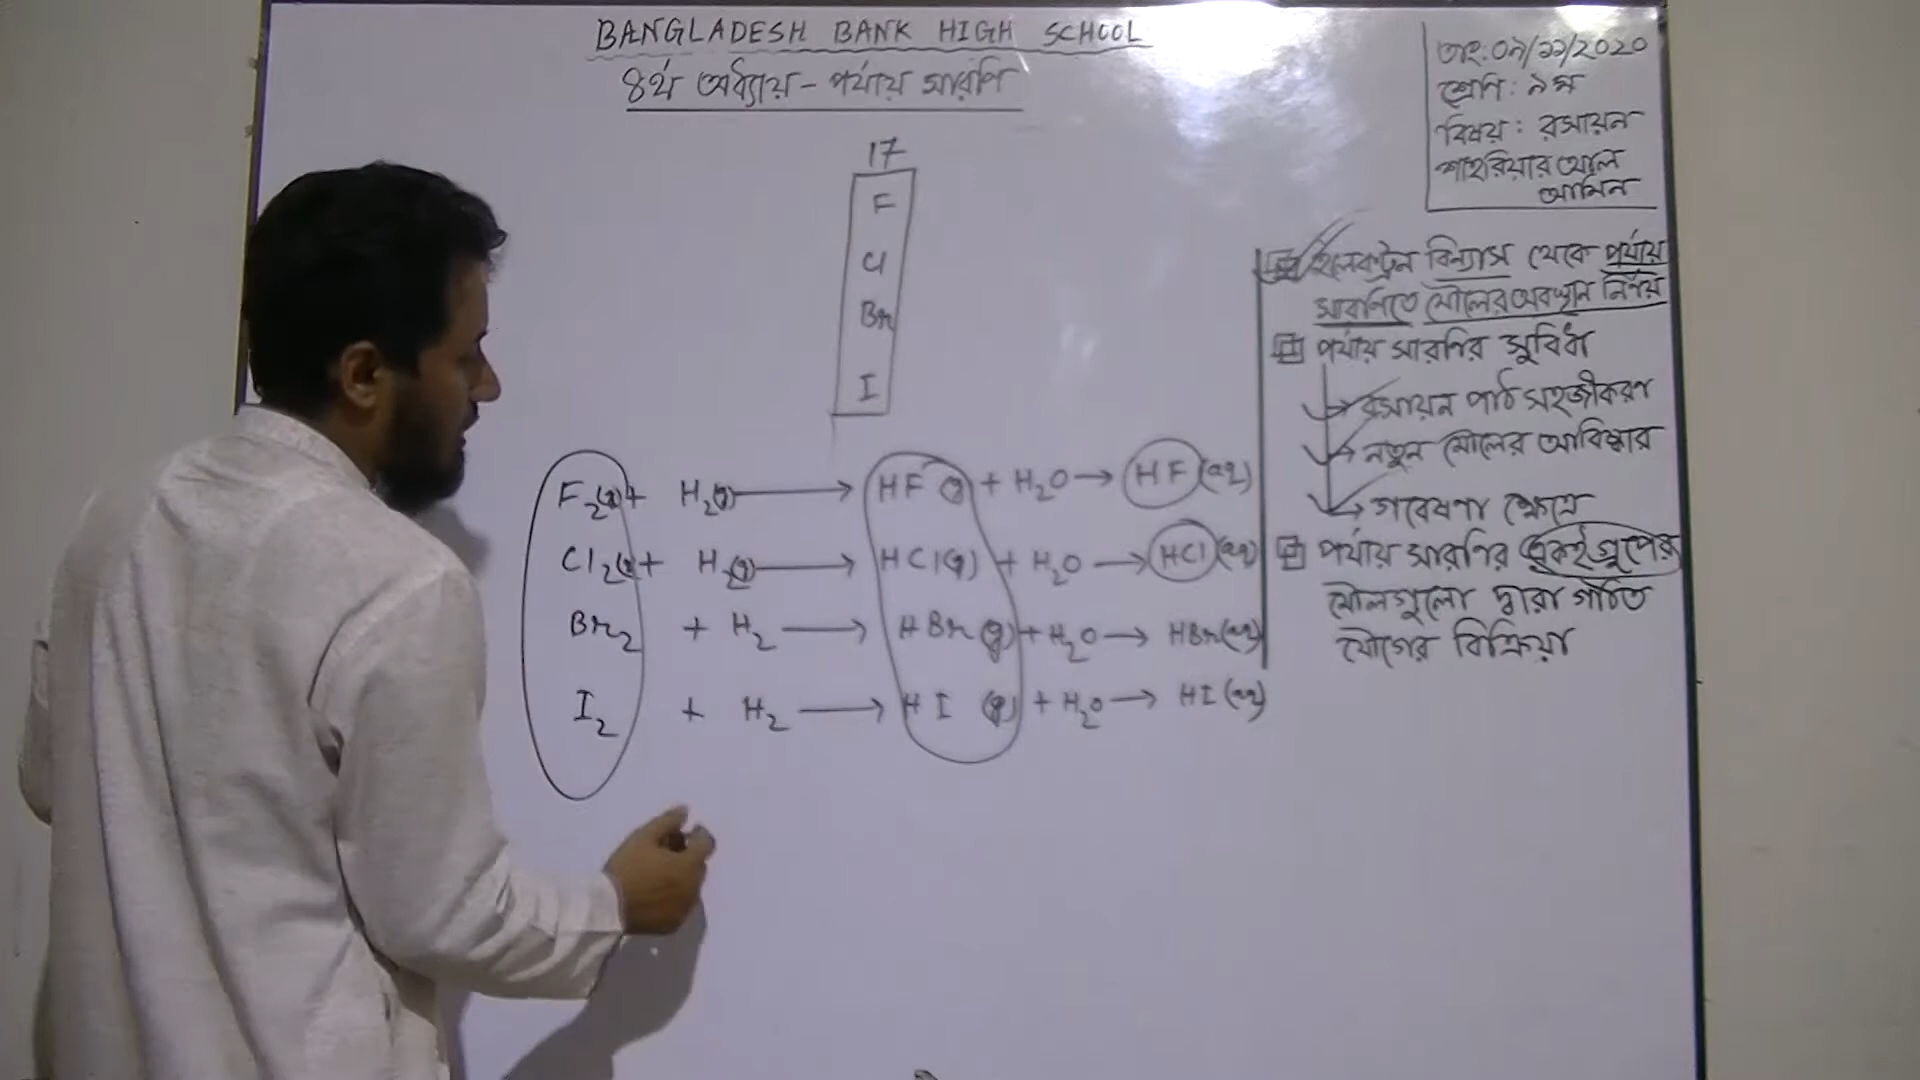 BANGLADESH BANK HIGH SCHOOL
৪র্থ অধ্যায় - পর্যায় সারণি
তাং: ০৯/১১/২০২০
শ্রেণি : ৯ম
বিষয় : রসায়ন
শাহরিয়ার আল
আমিন
17
F
Cl
Br
I
F₂(g) + H₂(g) → HF (g) + H₂O → HF (aq)
Cl₂(g) + H₂(g) → HCl(g) + H₂O → HCl (aq)
Br₂ + H₂ → HBr (g) + H₂O → HBr(aq)
I₂ + H₂ → HI (g) + H₂O → HI (aq)
ইলেকট্রন বিন্যাস থেকে পর্যায়
সারণিতে মৌলের অবস্থান নির্ণয়
পর্যায় সারণির সুবিধা
→ রসায়ন পাঠ সহজীকরণ
→ নতুন মৌলের আবিষ্কার
→ গবেষণা ক্ষেত্রে
পর্যায় সারণির একই গ্রুপের
মৌলগুলো দ্বারা গঠিত
যৌগের বিক্রিয়া